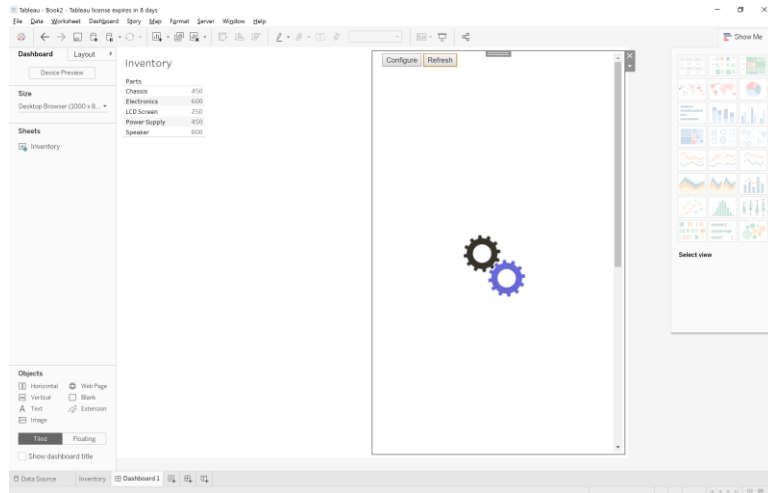 Tableau - Book2 - Tableau license expires in 8 days
File Data Worksheet Dashboard Story Map Format Server Window Help
Show Me
Dashboard Layout
Device Preview
Size
Desktop Browser (1000 x 8...
Sheets
Inventory
Inventory
Parts
Chassis 450
Electronics 600
LCD Screen 250
Power Supply 450
Speaker 800
Configure Refresh
Select view
Objects
Horizontal Web Page
Vertical Blank
Text Extension
Image
Tiled Floating
Show dashboard title
Data Source Inventory Dashboard 1